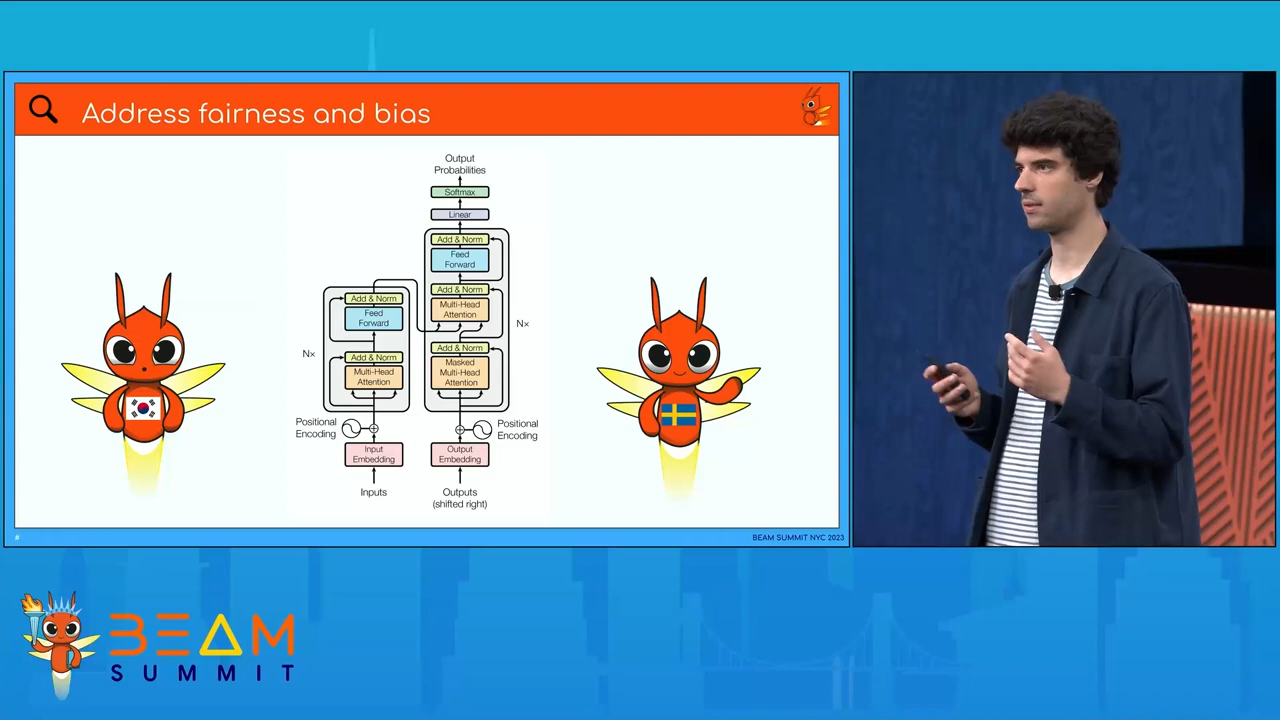 Address fairness and bias
Output
Probabilities
Softmax
Linear
Add & Norm
Feed
Forward
Add & Norm
Multi-Head
Attention
Nx
Add & Norm
Masked
Multi-Head
Attention
Add & Norm
Feed
Forward
Nx
Add & Norm
Multi-Head
Attention
Positional
Encoding
Positional
Encoding
Input
Embedding
Output
Embedding
Inputs
Outputs
(shifted right)
#
BEAM SUMMIT NYC 2023
BEAM
SUMMIT